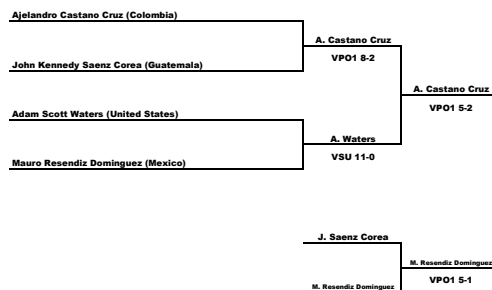 Ajelandro Castano Cruz (Colombia)
A. Castano Cruz
VPO1 8-2
John Kennedy Saenz Corea (Guatemala)
A. Castano Cruz
VPO1 5-2
Adam Scott Waters (United States)
A. Waters
VSU 11-0
Mauro Resendiz Dominguez (Mexico)
J. Saenz Corea
M. Resendiz Dominguez
VPO1 5-1
M. Resendiz Dominguez